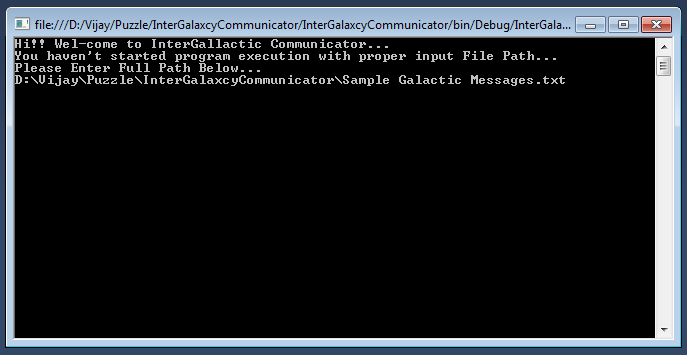 file:///D:/Vijay/Puzzle/InterGalaxcyCommunicator/InterGalaxcyCommunicator/bin/Debug/InterGala...
Hi!! Wel-come to InterGallactic Communicator...
You haven't started program execution with proper input File Path...
Please Enter Full Path Below...
D:\Vijay\Puzzle\InterGalaxcyCommunicator\Sample Galactic Messages.txt